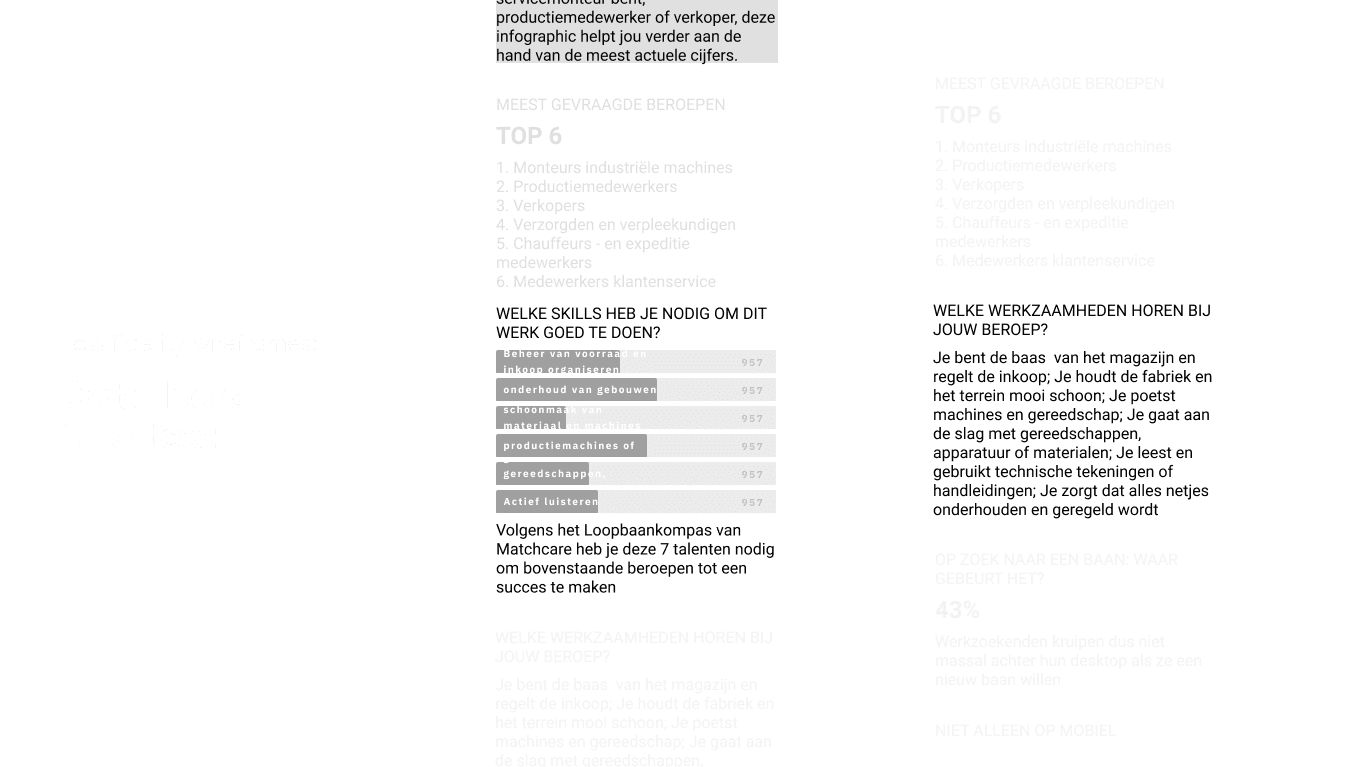 productiemedewerker of verkoper, deze
infographic helpt jou verder aan de
hand van de meest actuele cijfers.
MEEST GEVRAAGDE BEROEPEN
TOP 6
1. Monteurs industriële machines
2. Productiemedewerkers
3. Verkopers
4. Verzorgden en verpleekundigen
5. Chauffeurs - en expeditie
medewerkers
6. Medewerkers klantenservice
WELKE SKILLS HEB JE NODIG OM DIT
WERK GOED TE DOEN?
Beheer van voorraad en
inkoop organiseren
957
onderhoud van gebouwen
957
schoonmaak van
materiaal en machines
957
productiemachines of
957
gereedschappen,
957
Actief luisteren
957
Volgens het Loopbaankompas van
Matchcare heb je deze 7 talenten nodig
om bovenstaande beroepen tot een
succes te maken
WELKE WERKZAAMHEDEN HOREN BIJ
JOUW BEROEP?
Je bent de baas  van het magazijn en
regelt de inkoop; Je houdt de fabriek en
het terrein mooi schoon; Je poetst
machines en gereedschap; Je gaat aan
de slag met gereedschappen,
MEEST GEVRAAGDE BEROEPEN
TOP 6
1. Monteurs industriële machines
2. Productiemedewerkers
3. Verkopers
4. Verzorgden en verpleekundigen
5. Chauffeurs - en expeditie
medewerkers
6. Medewerkers klantenservice
WELKE WERKZAAMHEDEN HOREN BIJ
JOUW BEROEP?
Je bent de baas  van het magazijn en
regelt de inkoop; Je houdt de fabriek en
het terrein mooi schoon; Je poetst
machines en gereedschap; Je gaat aan
de slag met gereedschappen,
apparatuur of materialen; Je leest en
gebruikt technische tekeningen of
handleidingen; Je zorgt dat alles netjes
onderhouden en geregeld wordt
OP ZOEK NAAR EEN BAAN: WAAR
GEBEURT HET?
43%
Werkzoekenden kruipen dus niet
massal achter hun desktop als ze een
nieuw baan willen
NIET ALLEEN OP MOBIEL